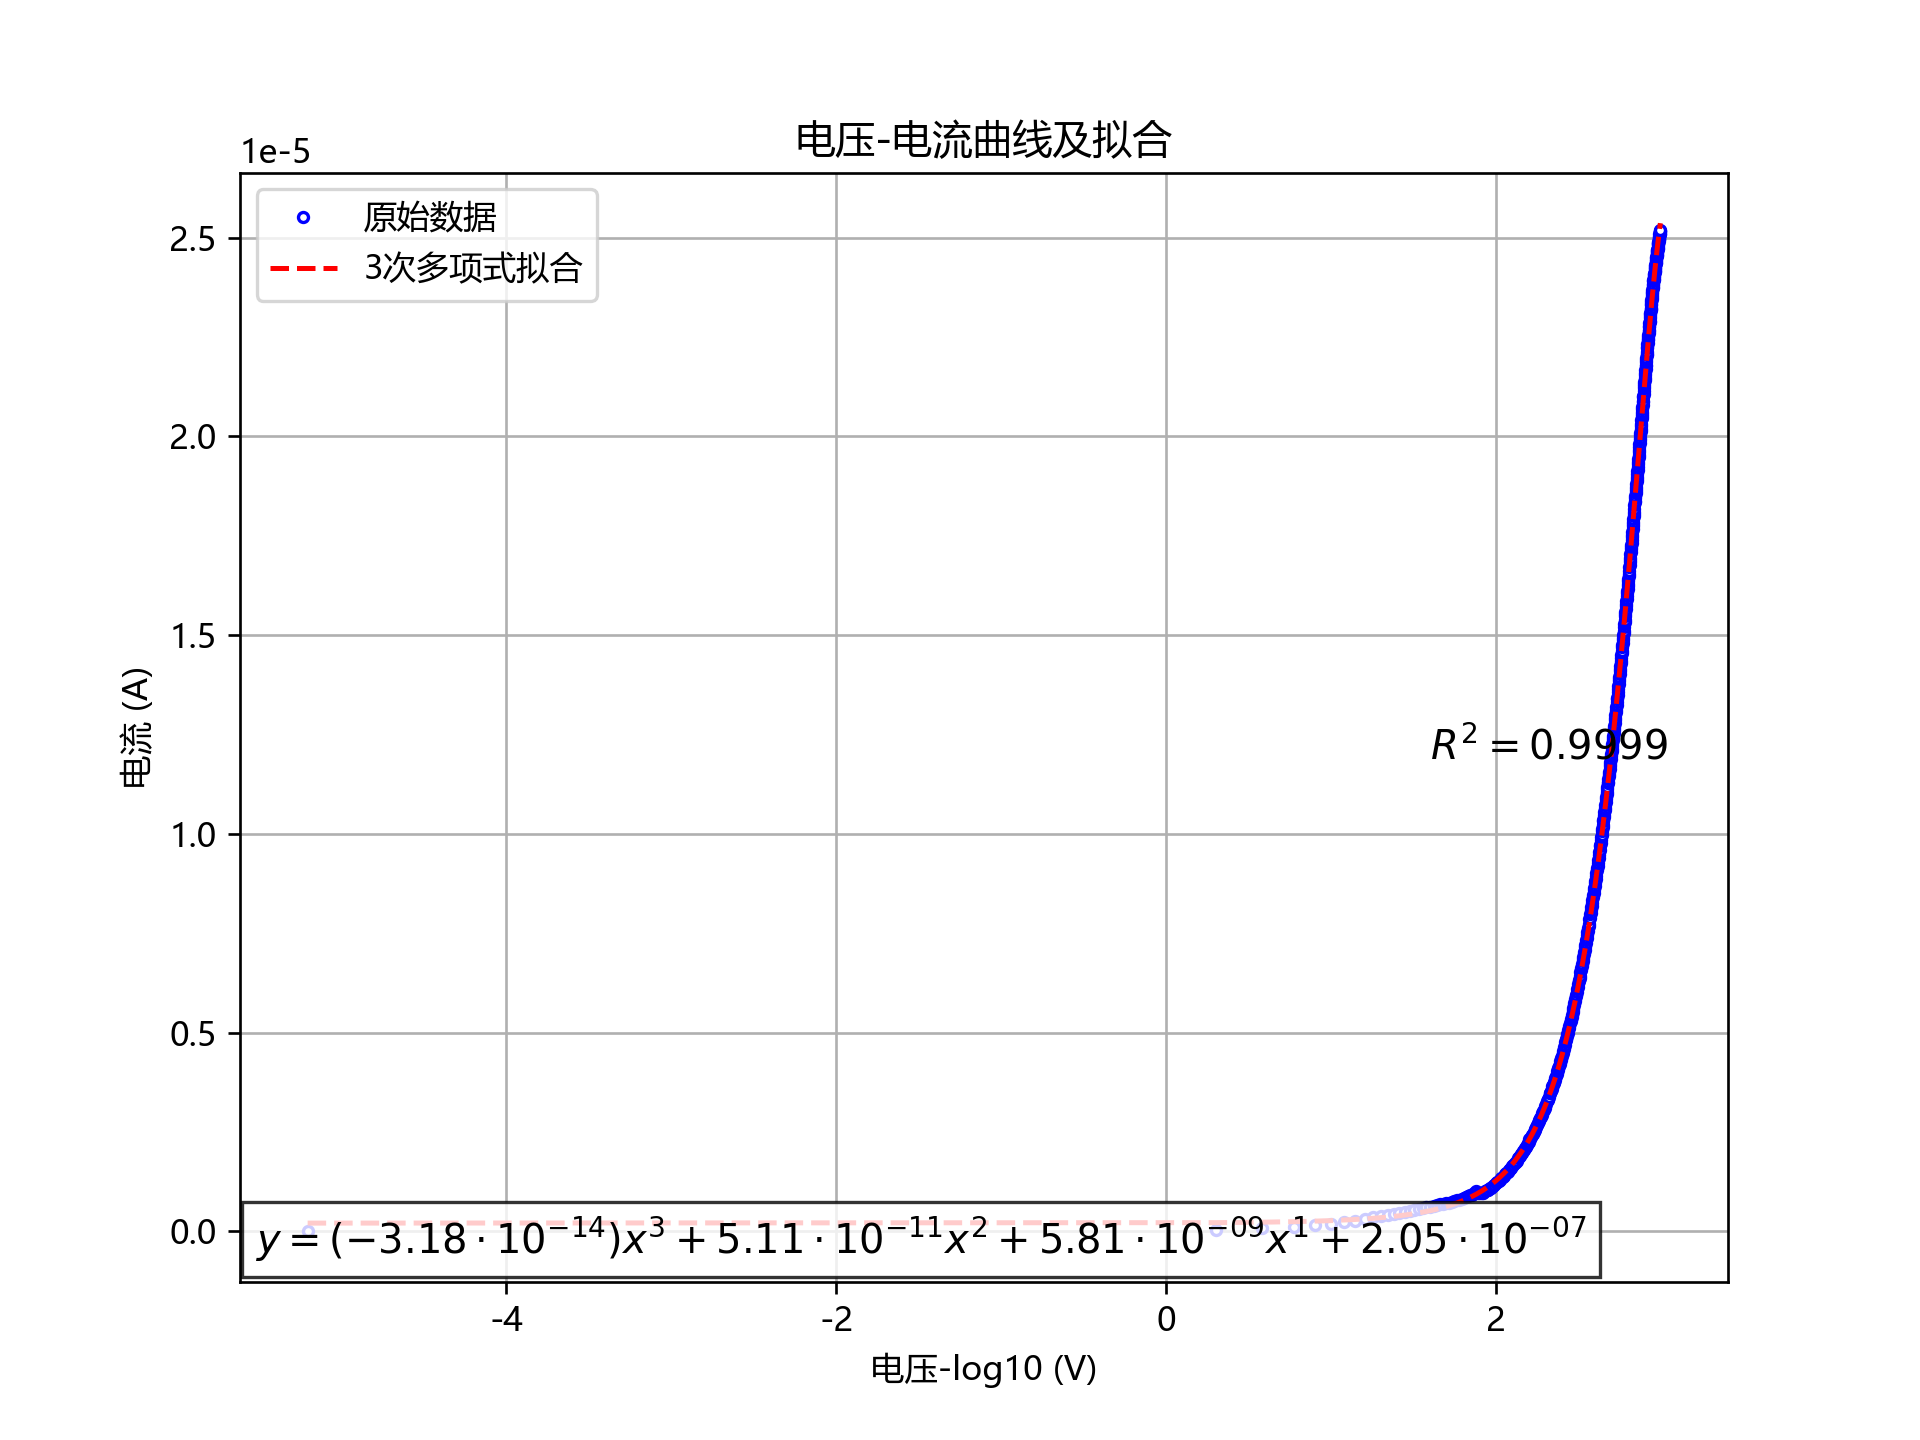 电压-电流曲线及拟合
1e-5
原始数据
3次多项式拟合
2.5
2.0
1.5
1.0
0.5
0.0
电流 (A)
R² = 0.9999
y = (−3.18 · 10⁻¹⁴)x³ + 5.11 · 10⁻¹¹x² + 5.81 · 10⁻⁰⁹x¹ + 2.05 · 10⁻⁰⁷
-4 -2 0 2
电压-log10 (V)